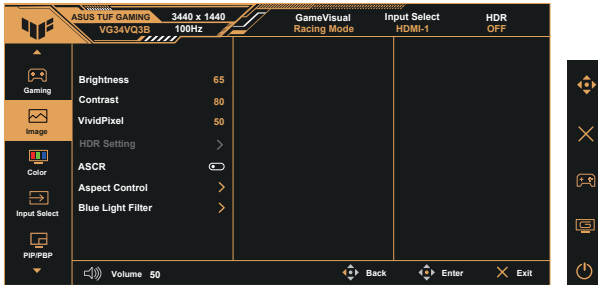 ASUS TUF GAMING 3440 x 1440 GameVisual Input Select HDR
VG34VQ3B 100Hz Racing Mode HDMI-1 OFF
Gaming
Image
Color
Input Select
PIP/PBP
Brightness 65
Contrast 80
VividPixel 50
HDR Setting
ASCR
Aspect Control
Blue Light Filter
Volume 50 Back Enter Exit